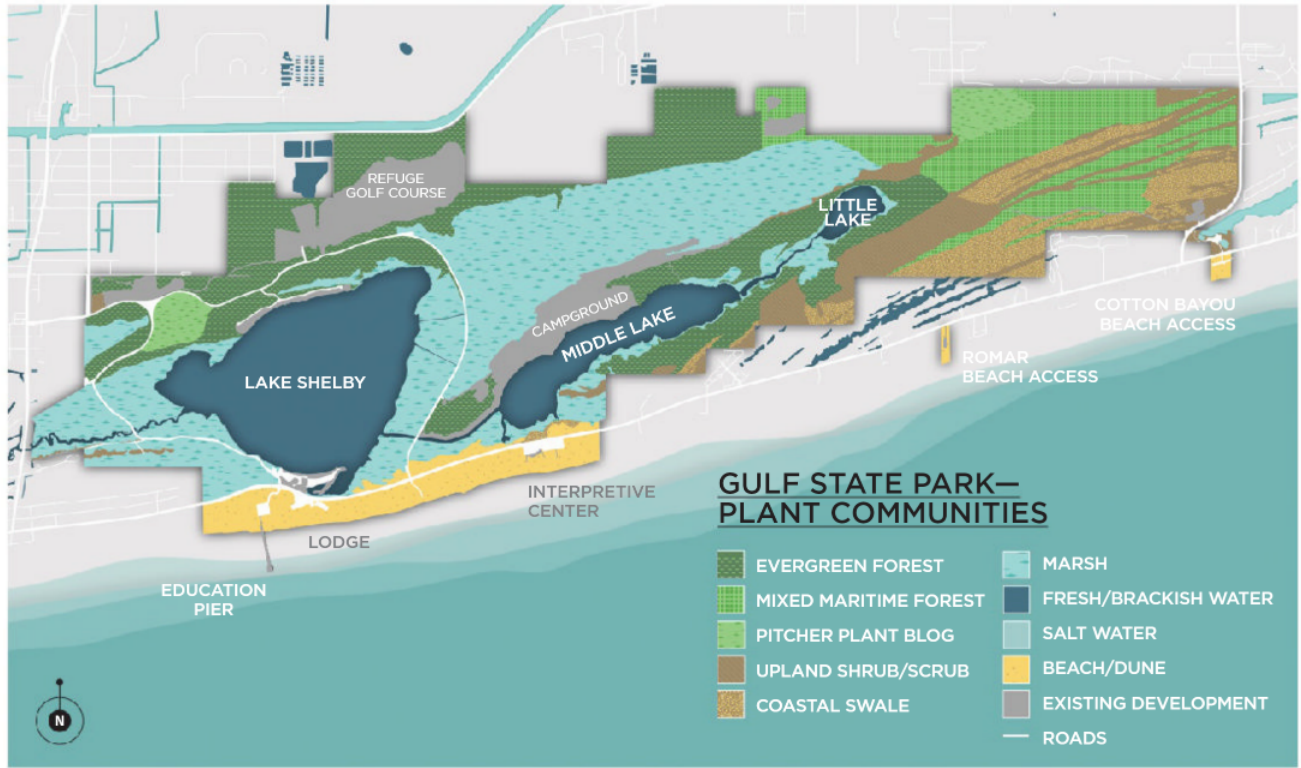 REFUGE
GOLF COURSE
LITTLE
LAKE
CAMPGROUND
MIDDLE LAKE
LAKE SHELBY
COTTON BAYOU
BEACH ACCESS
ROMAR
BEACH ACCESS
INTERPRETIVE
CENTER
LODGE
EDUCATION
PIER
GULF STATE PARK—
PLANT COMMUNITIES
EVERGREEN FOREST
MIXED MARITIME FOREST
PITCHER PLANT BLOG
UPLAND SHRUB/SCRUB
COASTAL SWALE
MARSH
FRESH/BRACKISH WATER
SALT WATER
BEACH/DUNE
EXISTING DEVELOPMENT
ROADS
N